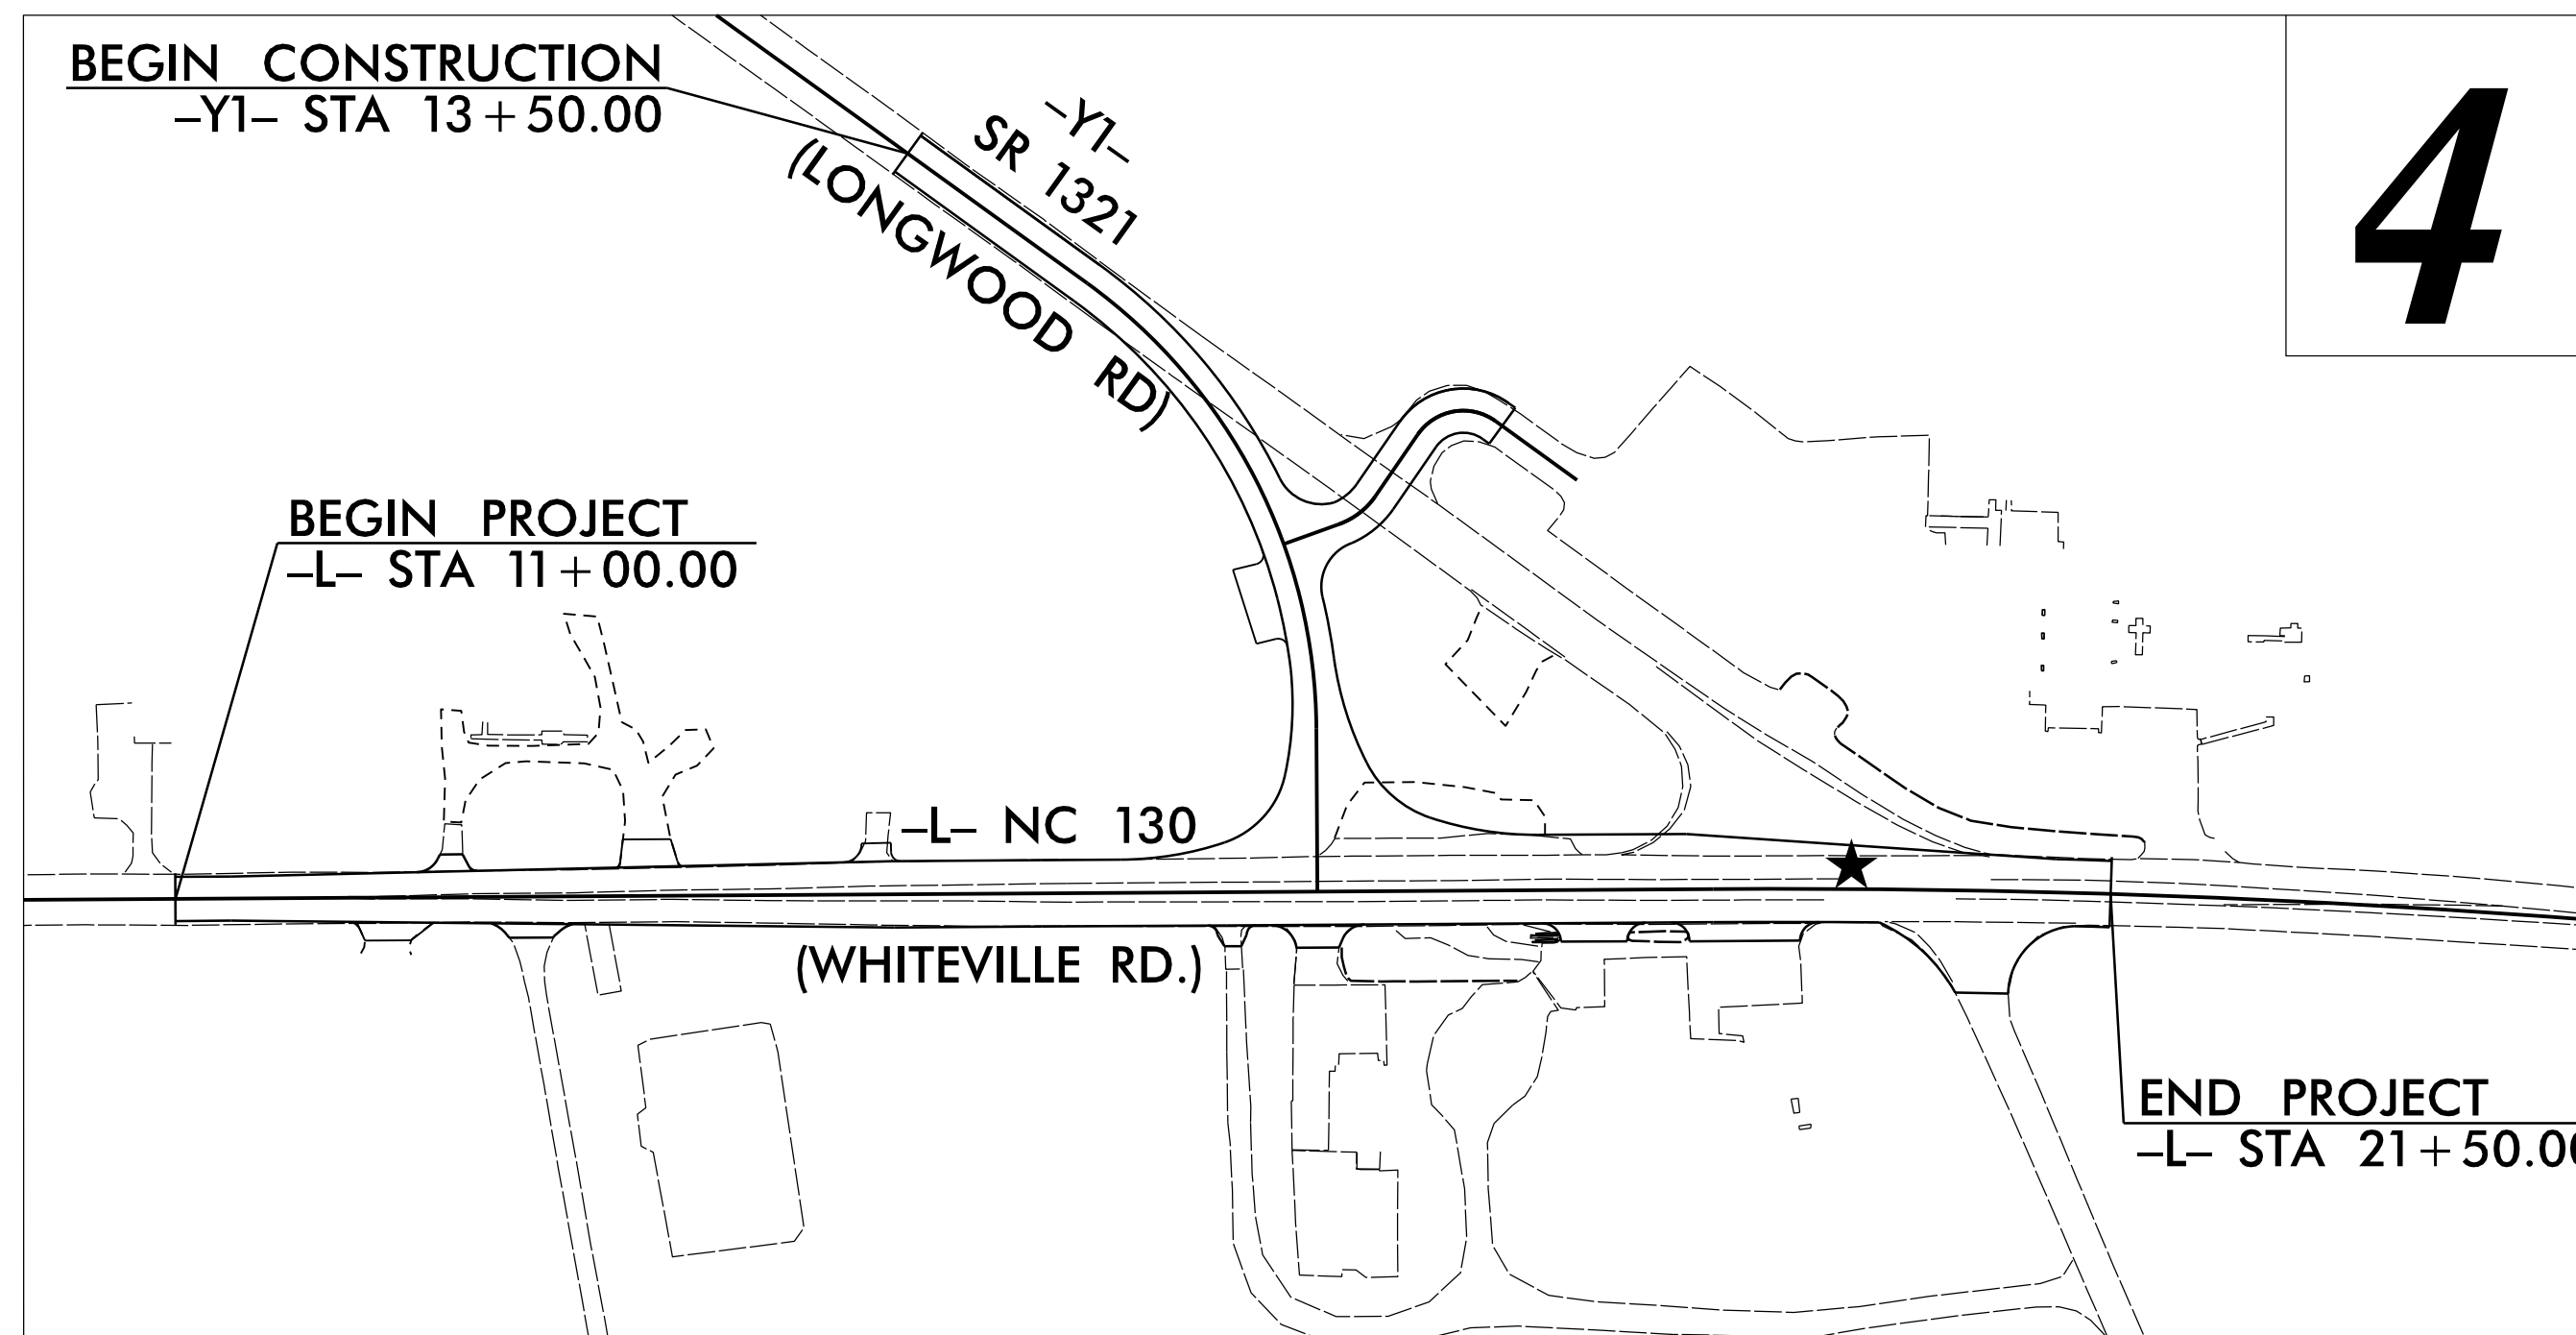 BEGIN CONSTRUCTION
–Y1– STA 13+50.00
4
–Y1–
SR 1321
(LONGWOOD RD)
BEGIN PROJECT
–L– STA 11+00.00
–L– NC 130
(WHITEVILLE RD.)
END PROJECT
–L– STA 21+50.00